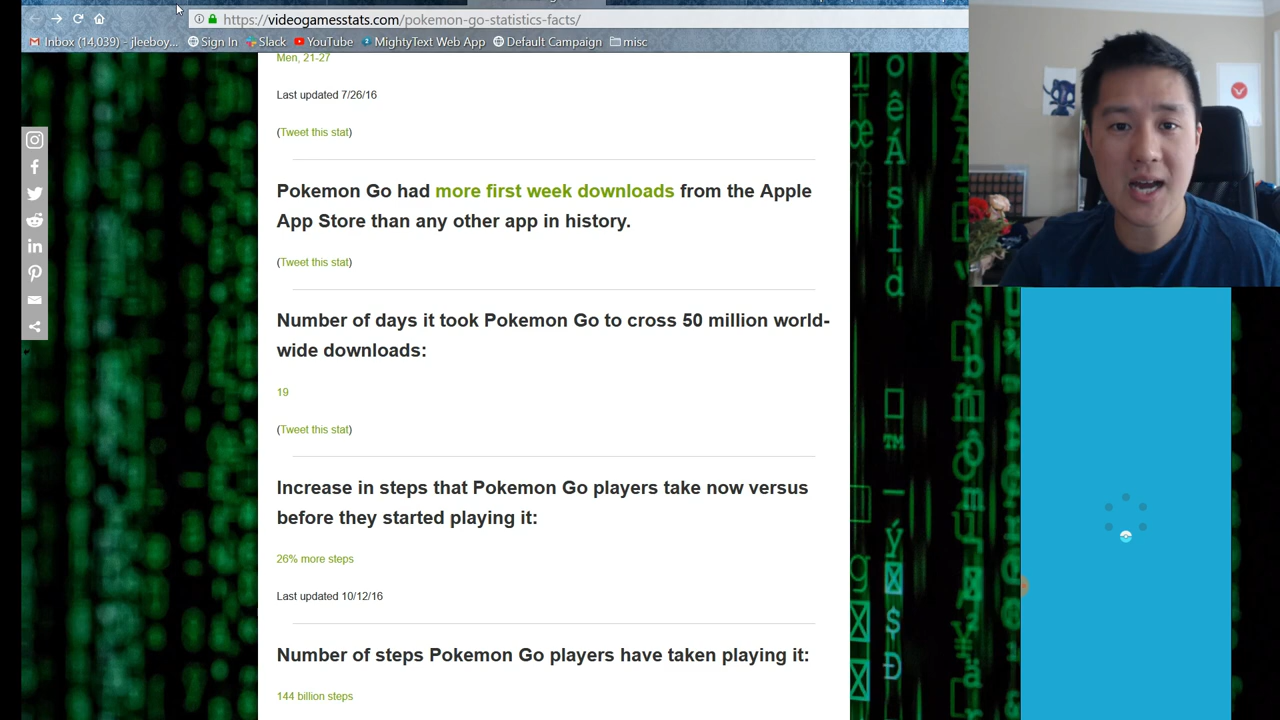 https://videogamesstats.com/pokemon-go-statistics-facts/
Inbox (14,039) - jleeboy...
Sign In
Slack
YouTube
MightyText Web App
Default Campaign
misc
Men, 21-27
Last updated 7/26/16
(Tweet this stat)
Pokemon Go had more first week downloads from the Apple
App Store than any other app in history.
(Tweet this stat)
Number of days it took Pokemon Go to cross 50 million world-
wide downloads:
19
(Tweet this stat)
Increase in steps that Pokemon Go players take now versus
before they started playing it:
26% more steps
Last updated 10/12/16
Number of steps Pokemon Go players have taken playing it:
144 billion steps